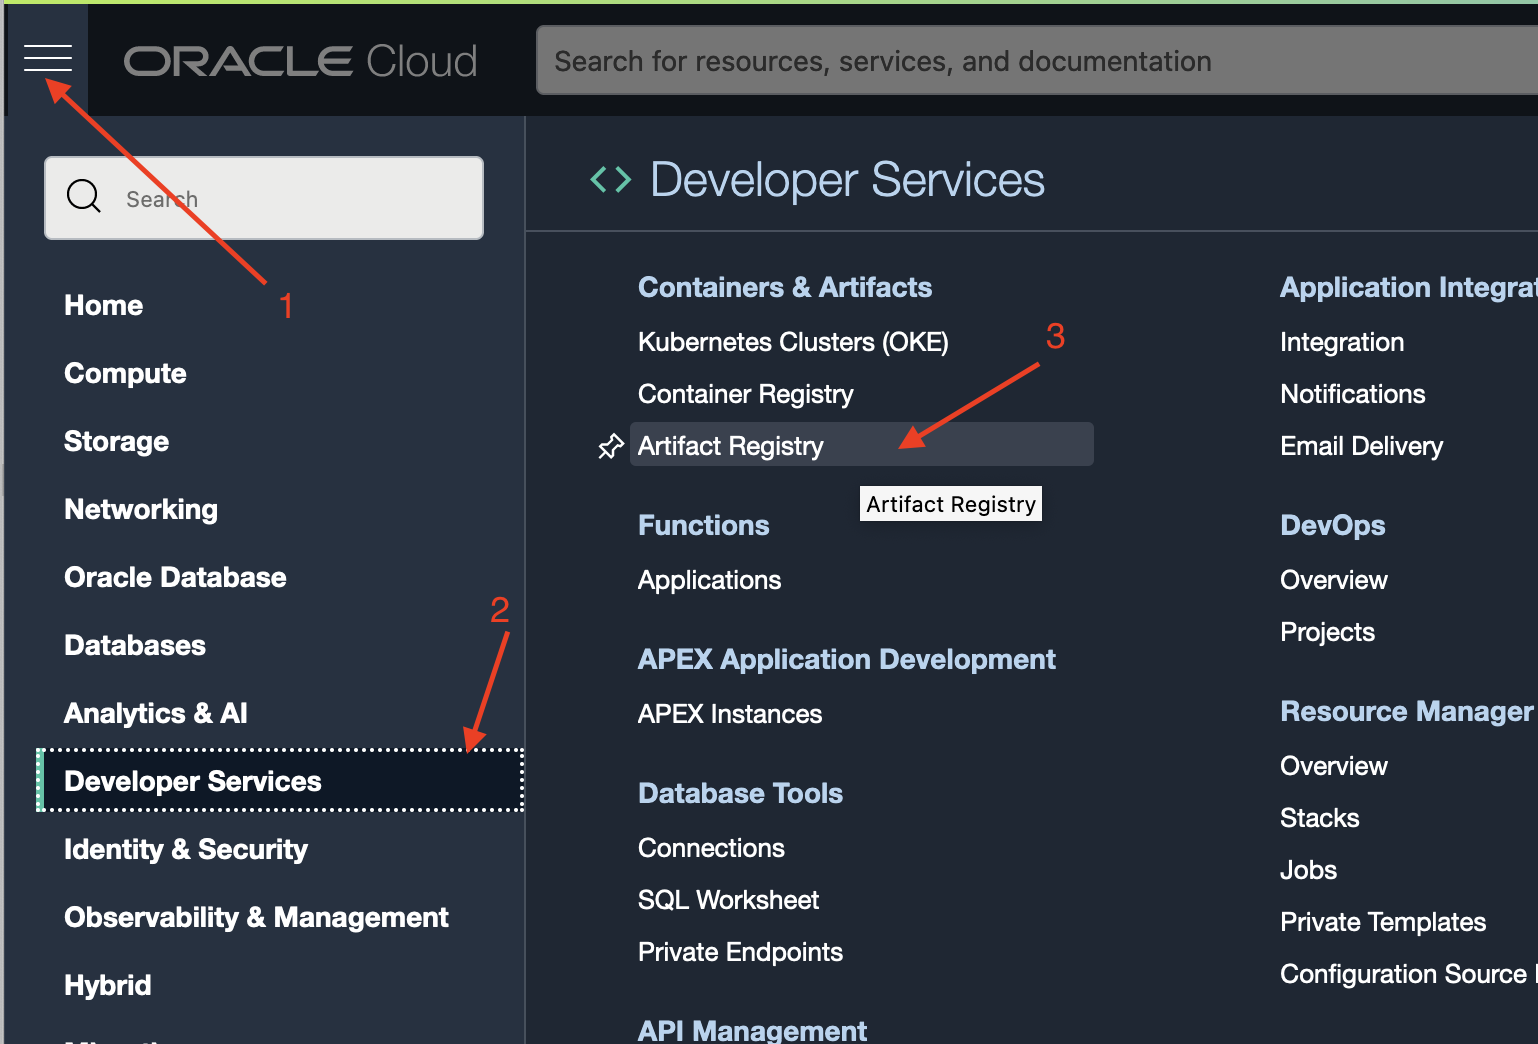 ORACLE Cloud
Search for resources, services, and documentation
Search
1
Home
Compute
Storage
Networking
Oracle Database
Databases
2
Analytics & AI
Developer Services
Identity & Security
Observability & Management
Hybrid
Developer Services
Containers & Artifacts
Kubernetes Clusters (OKE)
3
Container Registry
Artifact Registry
Artifact Registry
Functions
Applications
APEX Application Development
APEX Instances
Database Tools
Connections
SQL Worksheet
Private Endpoints
API Management
Application
Integration
Notifications
Email Delivery
DevOps
Overview
Projects
Resource Manager
Overview
Stacks
Jobs
Private Templates
Configuration Source